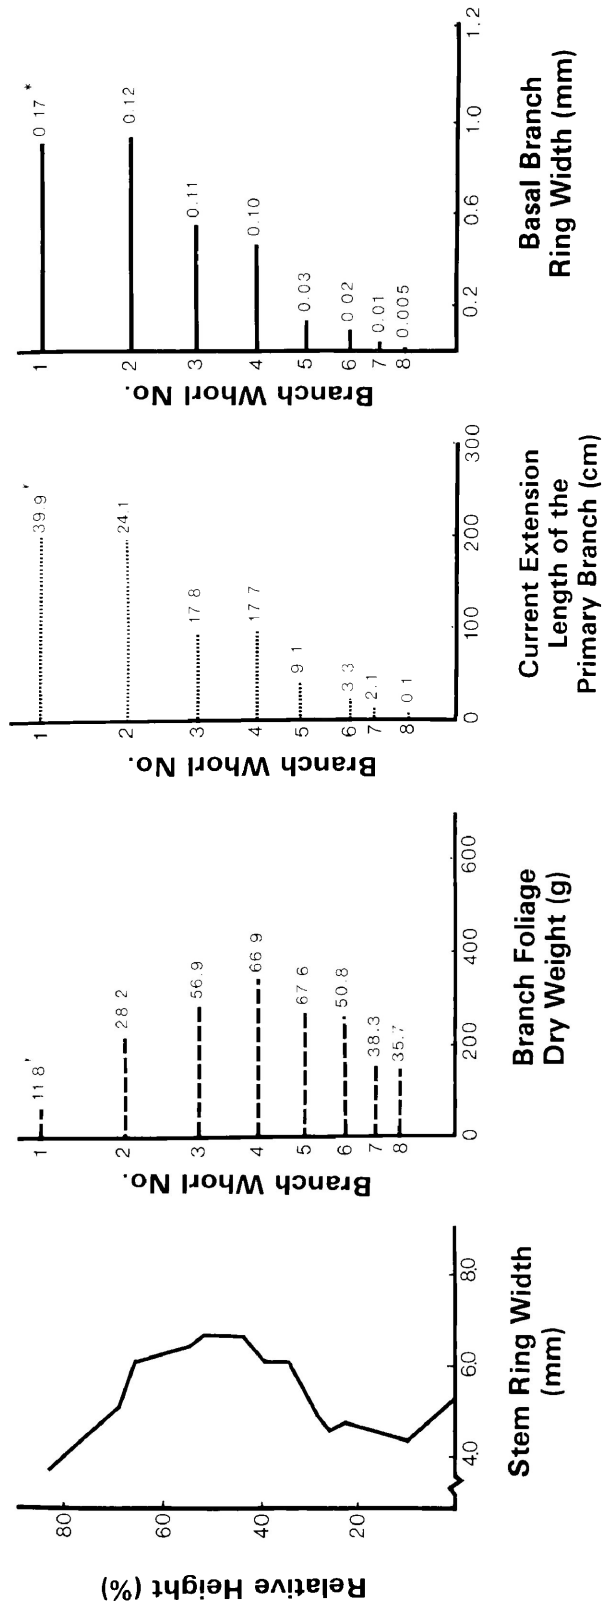 Relative Height (%)
80
60
40
20
4.0 6.0 8.0
Stem Ring Width
(mm)
Branch Whorl No.
1 11.8'
2 28 2
3 56.9
4 66 9
5 67 6
6 50.8
7 38.3
8 35.7
0 200 400 600
Branch Foliage
Dry Weight (g)
Branch Whorl No.
1 39.9'
2 24.1
3 17 8
4 17 7
5 9 1
6 3 3
7 2.1
8 0 1
0 100 200 300
Current Extension
Length of the
Primary Branch (cm)
Branch Whorl No.
1 0 17 *
2 0.12
3 0.11
4 0.10
5 0.03
6 0 02
7 0.01
8 0.005
0.2 0.6 1.0 1.2
Basal Branch
Ring Width (mm)